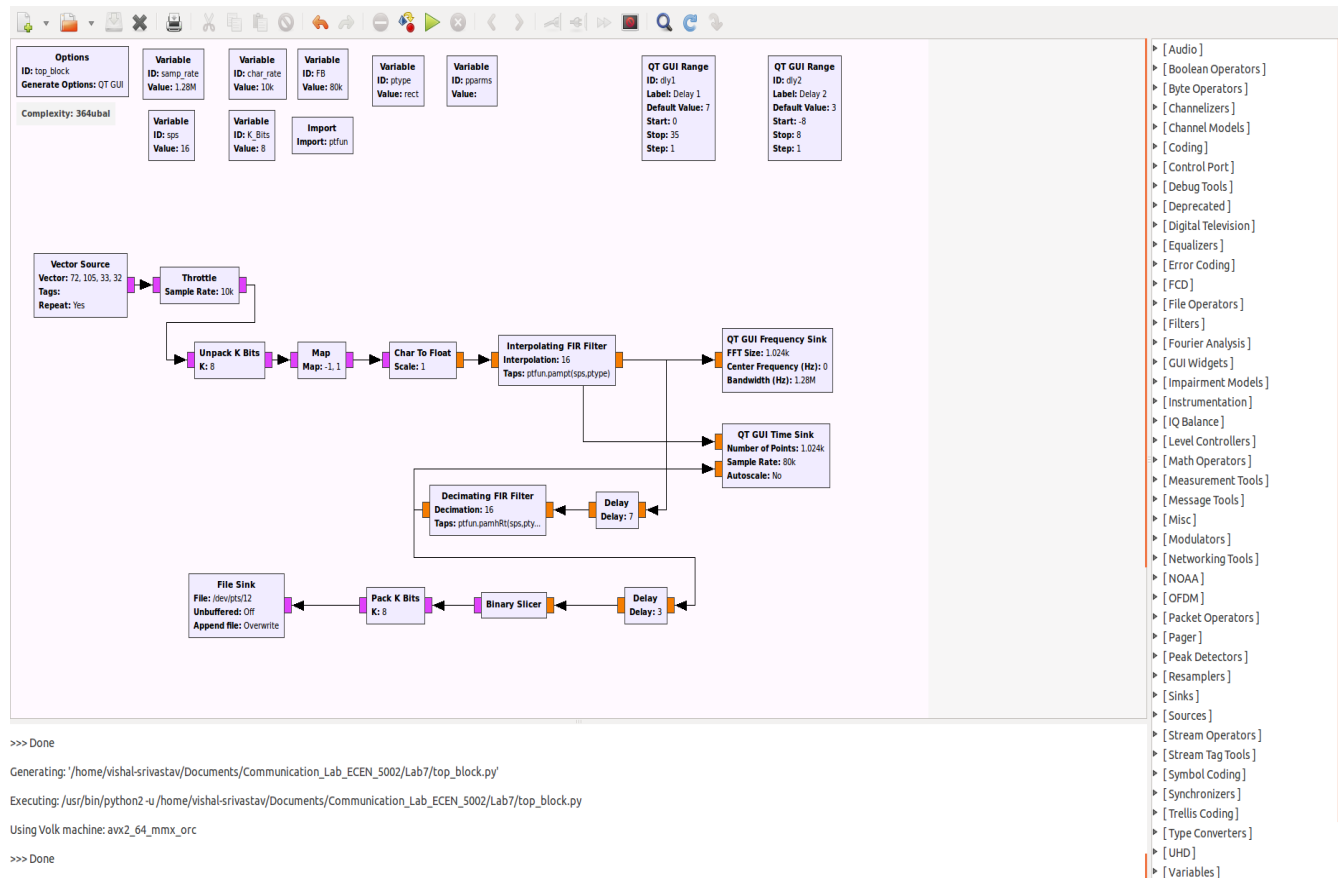 Options
ID: top_block
Generate Options: QT GUI
Complexity: 364ubal
Variable
ID: samp_rate
Value: 1.28M
Variable
ID: char_rate
Value: 10k
Variable
ID: FB
Value: 80k
Variable
ID: ptype
Value: rect
Variable
ID: pparms
Value:
Variable
ID: sps
Value: 16
Variable
ID: K_Bits
Value: 8
Import
Import: ptfun
QT GUI Range
ID: dly1
Label: Delay 1
Default Value: 7
Start: 0
Stop: 35
Step: 1
QT GUI Range
ID: dly2
Label: Delay 2
Default Value: 3
Start: -8
Stop: 8
Step: 1
Vector Source
Vector: 72, 105, 33, 32
Tags:
Repeat: Yes
Throttle
Sample Rate: 10k
Unpack K Bits
K: 8
Map
Map: -1, 1
Char To Float
Scale: 1
Interpolating FIR Filter
Interpolation: 16
Taps: ptfun.pampt(sps,ptype)
QT GUI Frequency Sink
FFT Size: 1.024k
Center Frequency (Hz): 0
Bandwidth (Hz): 1.28M
QT GUI Time Sink
Number of Points: 1.024k
Sample Rate: 80k
Autoscale: No
Decimating FIR Filter
Decimation: 16
Taps: ptfun.pamhRt(sps,pty...
Delay
Delay: 7
File Sink
File: /dev/pts/12
Unbuffered: Off
Append file: Overwrite
Pack K Bits
K: 8
Binary Slicer
Delay
Delay: 3
>>> Done
Generating: '/home/vishal-srivastav/Documents/Communication_Lab_ECEN_5002/Lab7/top_block.py'
Executing: /usr/bin/python2 -u /home/vishal-srivastav/Documents/Communication_Lab_ECEN_5002/Lab7/top_block.py
Using Volk machine: avx2_64_mmx_orc
>>> Done
[ Audio ]
[ Boolean Operators ]
[ Byte Operators ]
[ Channelizers ]
[ Channel Models ]
[ Coding ]
[ Control Port ]
[ Debug Tools ]
[ Deprecated ]
[ Digital Television ]
[ Equalizers ]
[ Error Coding ]
[ FCD ]
[ File Operators ]
[ Filters ]
[ Fourier Analysis ]
[ GUI Widgets ]
[ Impairment Models ]
[ Instrumentation ]
[ IQ Balance ]
[ Level Controllers ]
[ Math Operators ]
[ Measurement Tools ]
[ Message Tools ]
[ Misc ]
[ Modulators ]
[ Networking Tools ]
[ NOAA ]
[ OFDM ]
[ Packet Operators ]
[ Pager ]
[ Peak Detectors ]
[ Resamplers ]
[ Sinks ]
[ Sources ]
[ Stream Operators ]
[ Stream Tag Tools ]
[ Symbol Coding ]
[ Synchronizers ]
[ Trellis Coding ]
[ Type Converters ]
[ UHD ]
[ Variables ]